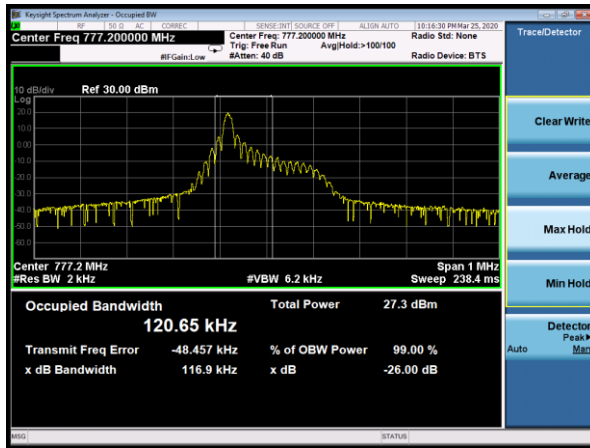 Keysight Spectrum Analyzer - Occupied BW
RF 50 Ω AC CORREC SENSE:INT SOURCE OFF ALIGN AUTO 10:16:30 PM Mar 25, 2020
Center Freq 777.200000 MHz Center Freq: 777.200000 MHz Radio Std: None
Trig: Free Run Avg|Hold:>100/100
#IFGain:Low #Atten: 40 dB Radio Device: BTS
Trace/Detector
10 dB/div Ref 30.00 dBm
Log
20.0
10.0
0.00
-10.0
-20.0
-30.0
-40.0
-50.0
-60.0
Center 777.2 MHz Span 1 MHz
#Res BW 2 kHz #VBW 6.2 kHz Sweep 238.4 ms
Occupied Bandwidth Total Power 27.3 dBm
120.65 kHz
Transmit Freq Error -48.457 kHz % of OBW Power 99.00 %
x dB Bandwidth 116.9 kHz x dB -26.00 dB
Clear Write
Average
Max Hold
Min Hold
Detector
Peak▶
Auto Man
MSG STATUS